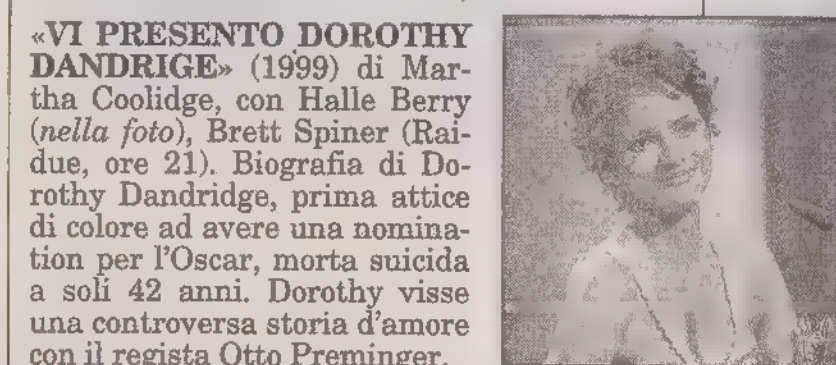 «VI PRESENTO DOROTHY
DANDRIGE» (1999) di Mar-
tha Coolidge, con Halle Berry
(nella foto), Brett Spiner (Rai-
due, ore 21). Biografia di Do-
rothy Dandridge, prima attice
di colore ad avere una nomina-
tion per l'Oscar, morta suicida
a soli 42 anni. Dorothy visse
una controversa storia d'amore
con il regista Otto Preminger.